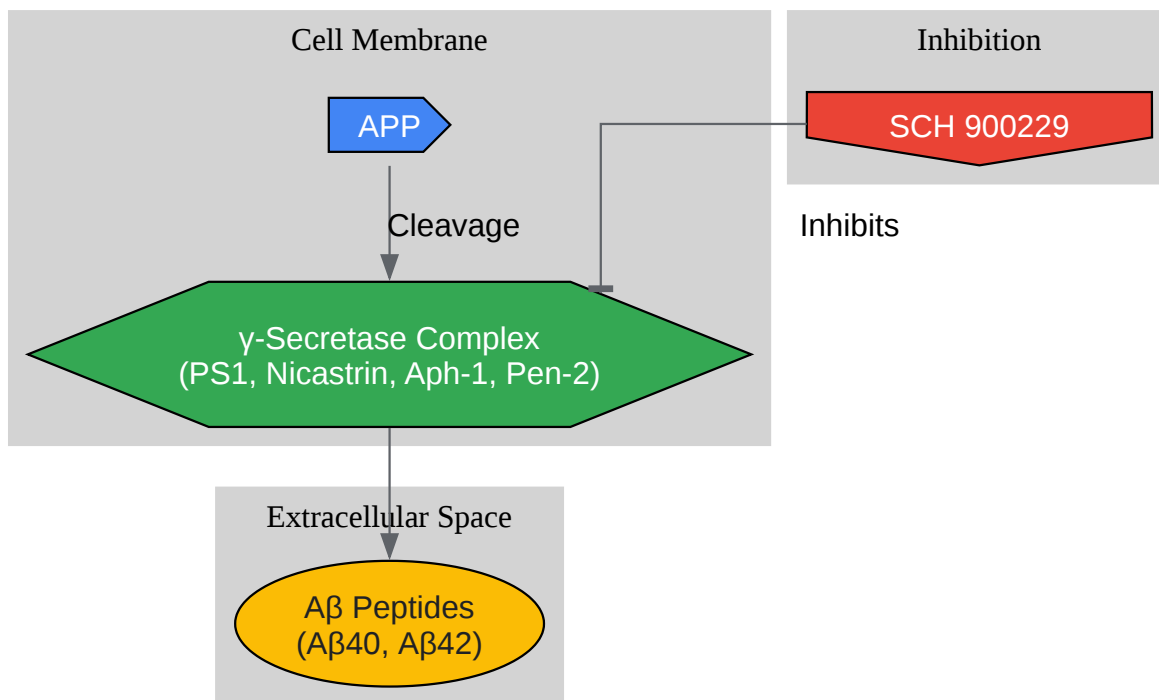 Cell Membrane
Inhibition
APP
SCH 900229
Cleavage
Inhibits
γ-Secretase Complex
(PS1, Nicastrin, Aph-1, Pen-2)
Extracellular Space
Aβ Peptides
(Aβ40, Aβ42)